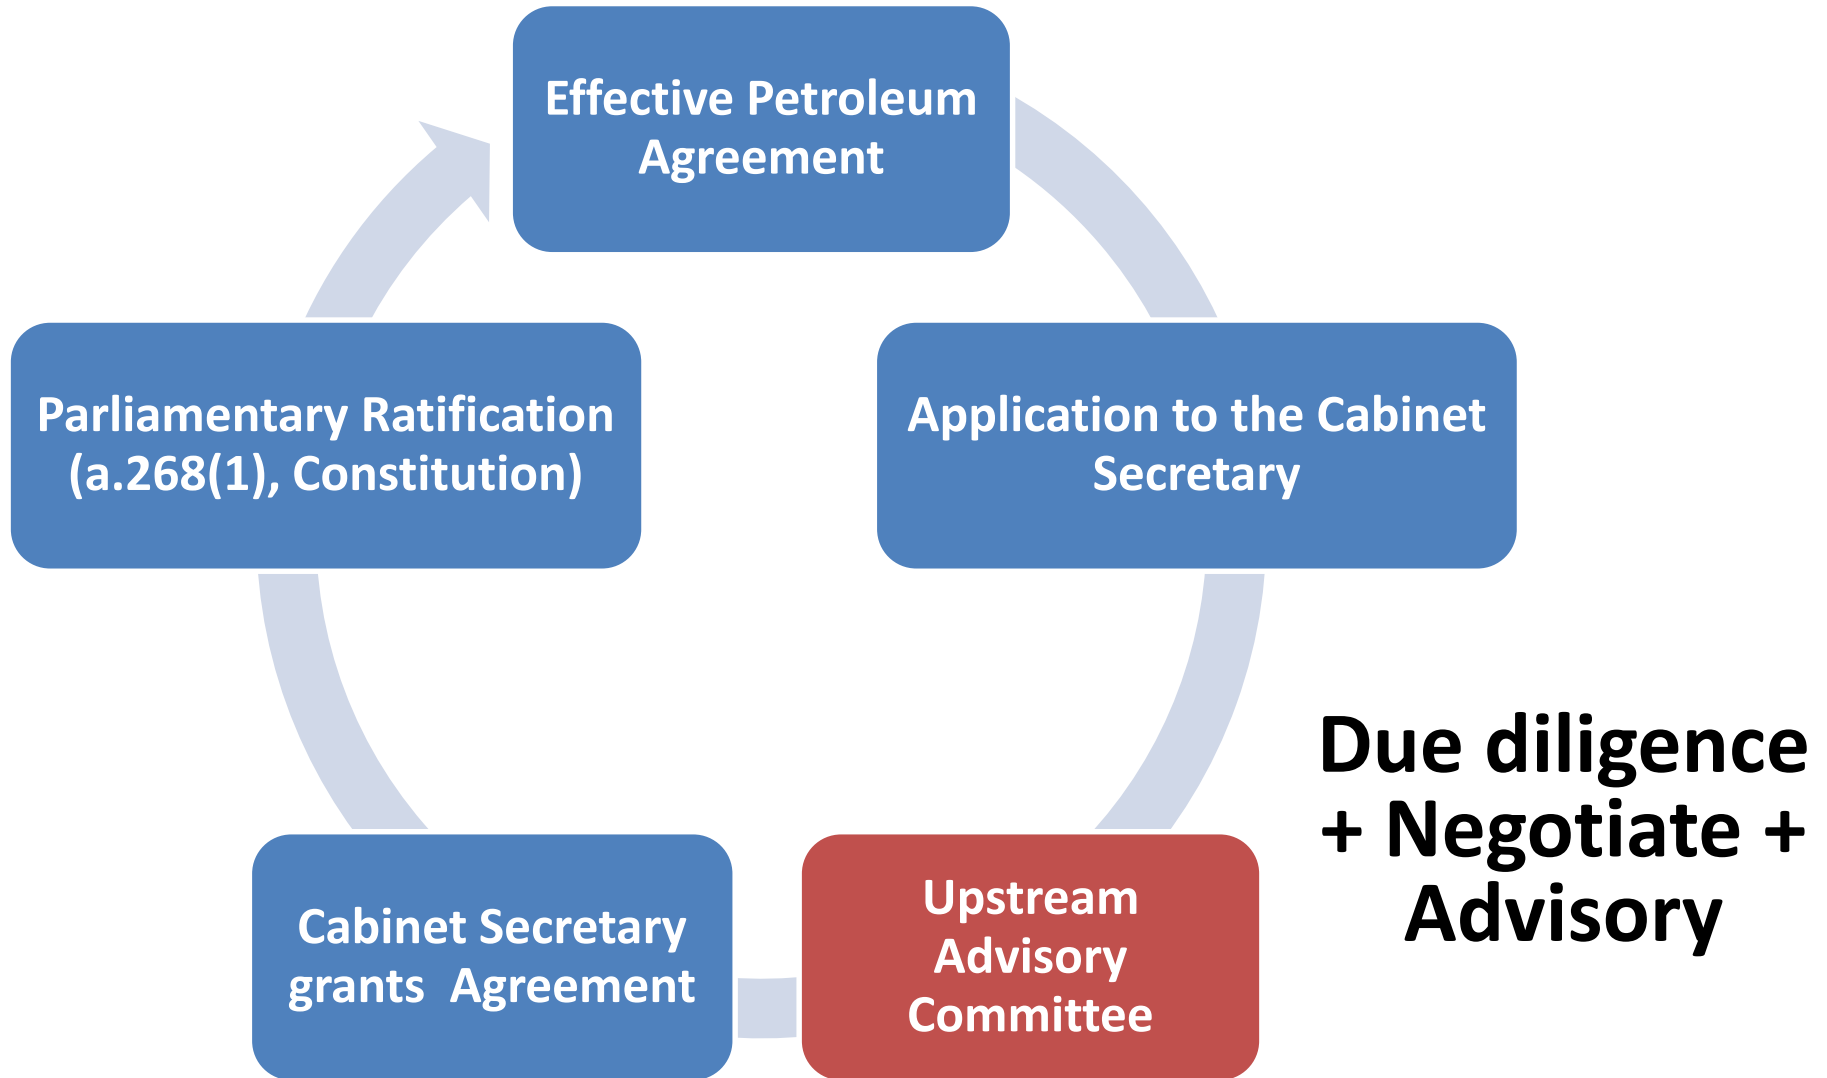 Effective Petroleum
Agreement
Parliamentary Ratification
(a.268(1), Constitution)
Application to the Cabinet
Secretary
Due diligence
+ Negotiate +
Advisory
Cabinet Secretary
grants  Agreement
Upstream
Advisory
Committee